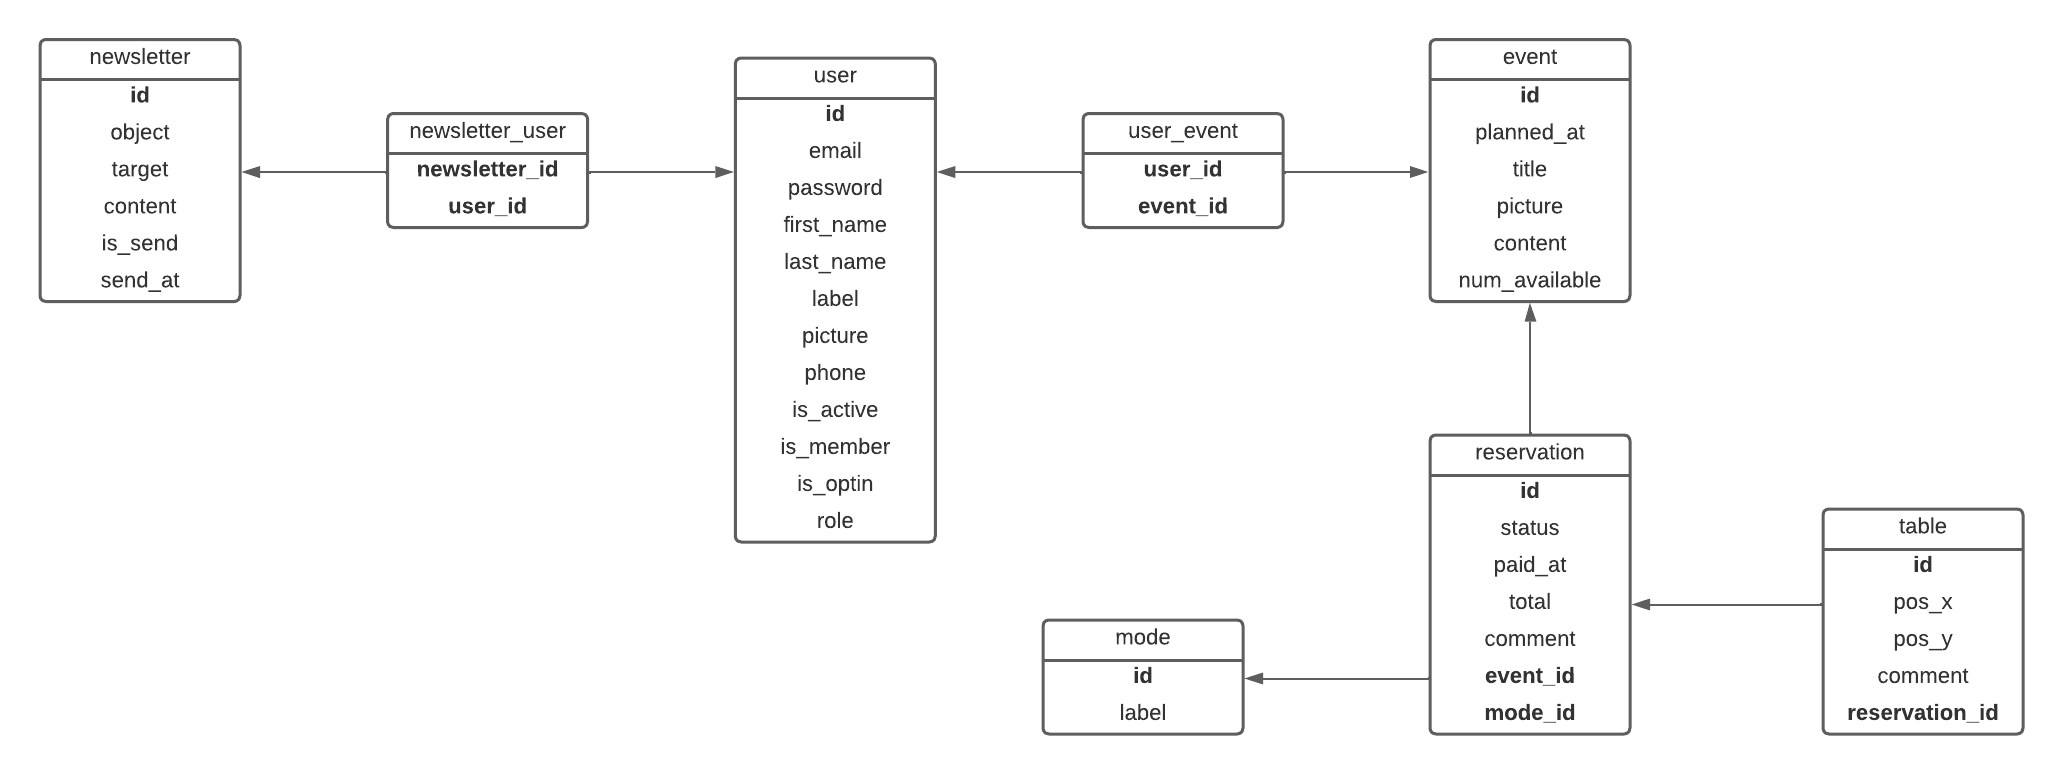 newsletter
id
object
target
content
is_send
send_at
newsletter_user
newsletter_id
user_id
user
id
email
password
first_name
last_name
label
picture
phone
is_active
is_member
is_optin
role
user_event
user_id
event_id
event
id
planned_at
title
picture
content
num_available
reservation
id
status
paid_at
total
comment
event_id
mode_id
table
id
pos_x
pos_y
comment
reservation_id
mode
id
label